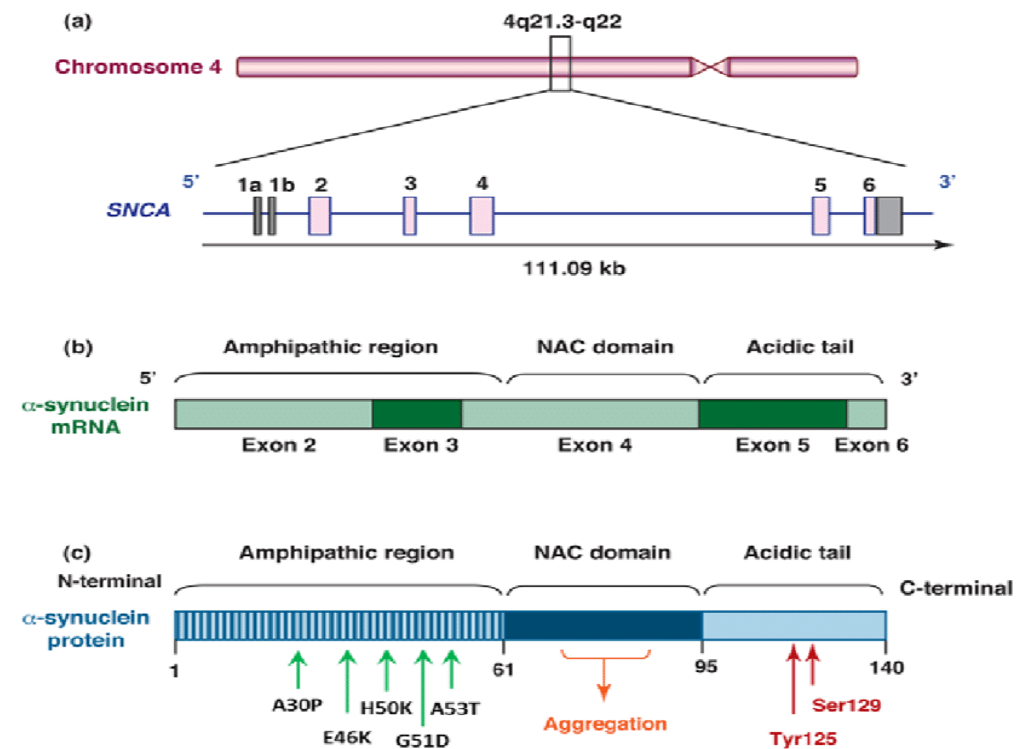 (a)
4q21.3-q22
Chromosome 4
5’ 3’
1a 1b 2 3 4 5 6
SNCA
111.09 kb
(b)
Amphipathic region NAC domain Acidic tail
5’ 3’
α-synuclein
mRNA
Exon 2 Exon 3 Exon 4 Exon 5 Exon 6
(c)
Amphipathic region NAC domain Acidic tail
N-terminal C-terminal
α-synuclein
protein
1 61 95 140
A30P H50K A53T
E46K G51D
Aggregation
Ser129
Tyr125